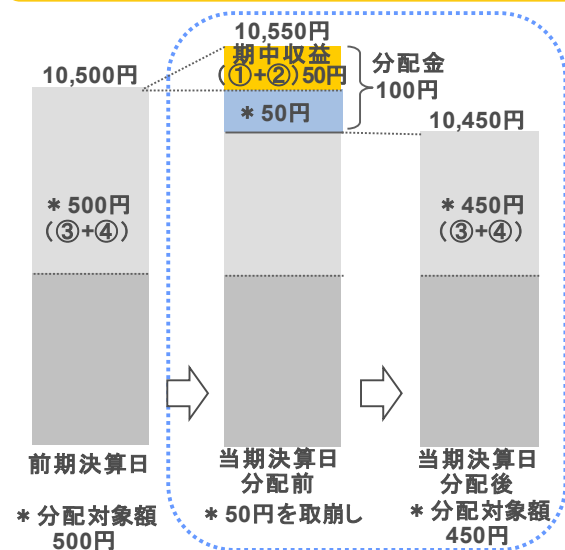 10,550円
期中収益
(①+②)50円
分配金
100円
10,500円
＊50円
10,450円
＊500円
(③+④)
＊450円
(③+④)
前期決算日
当期決算日
分配前
当期決算日
分配後
＊分配対象額
500円
＊50円を取崩し
＊分配対象額
450円